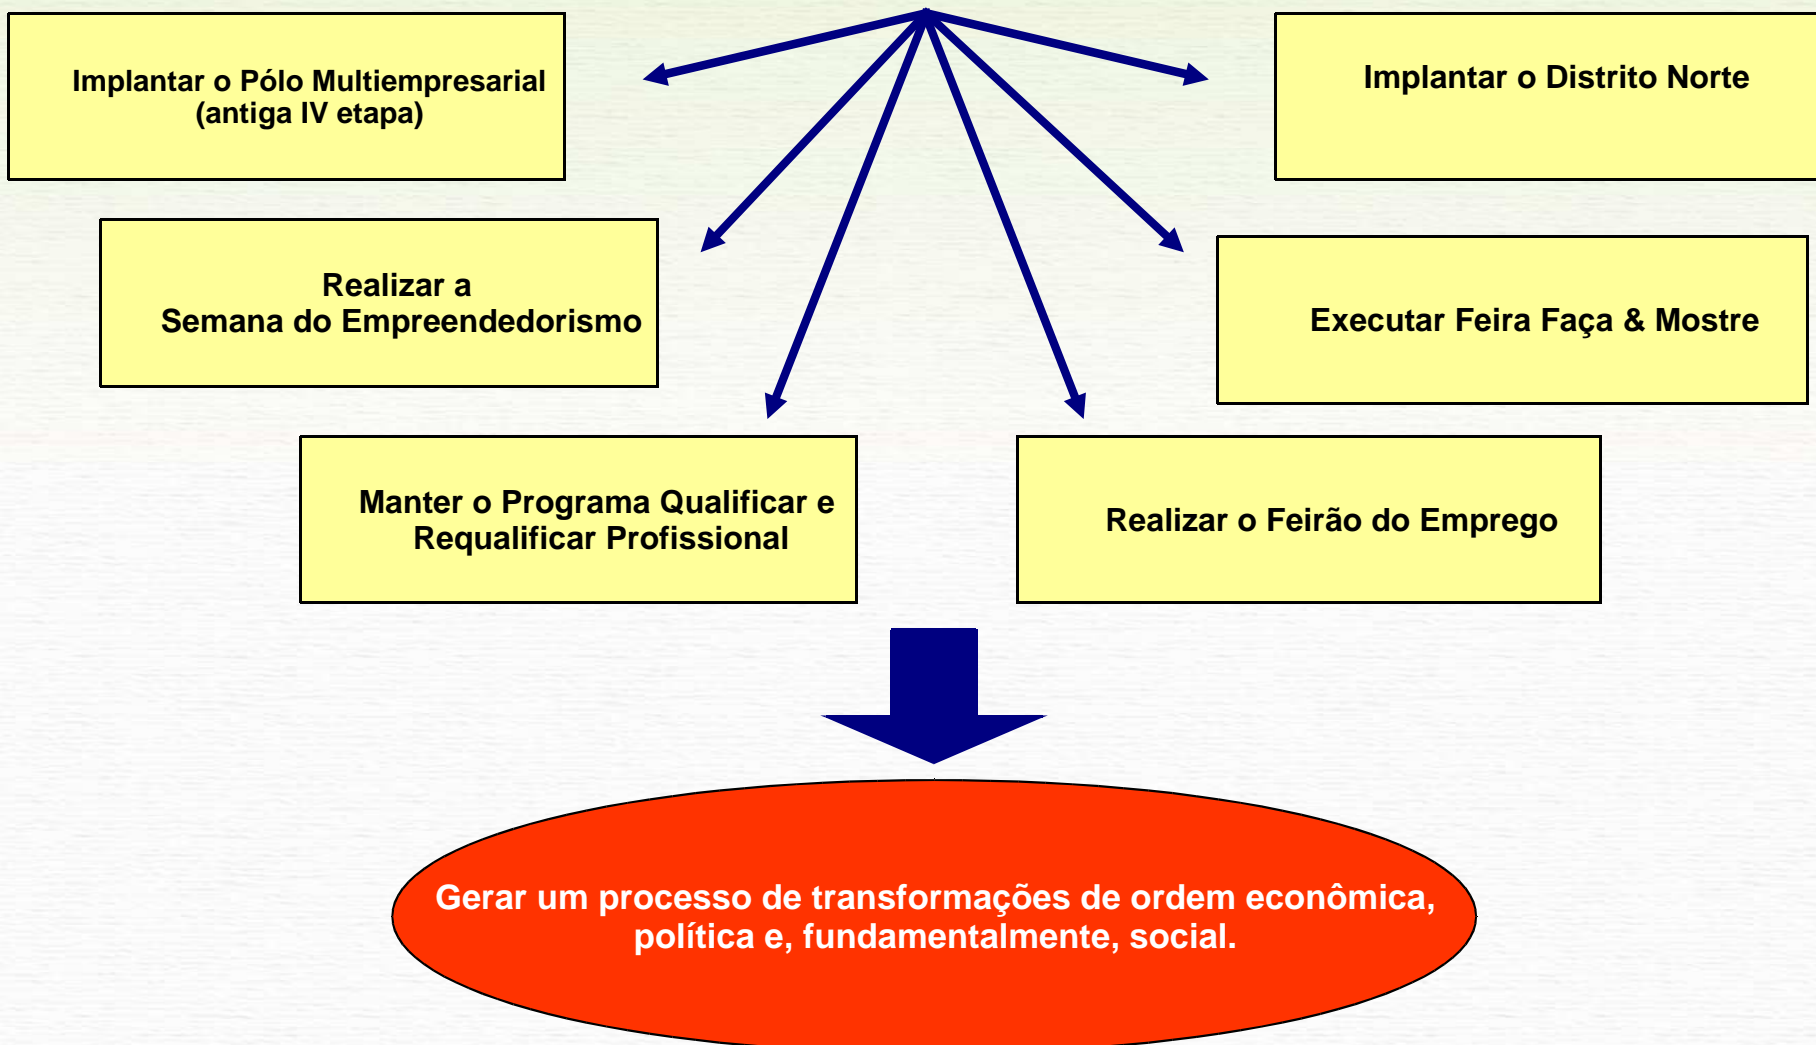 Implantar o Pólo Multiempresarial
(antiga IV etapa)
Implantar o Distrito Norte
Realizar a
Semana do Empreendedorismo
Executar Feira Faça & Mostre
Manter o Programa Qualificar e
Requalificar Profissional
Realizar o Feirão do Emprego
Gerar um processo de transformações de ordem econômica,
política e, fundamentalmente, social.